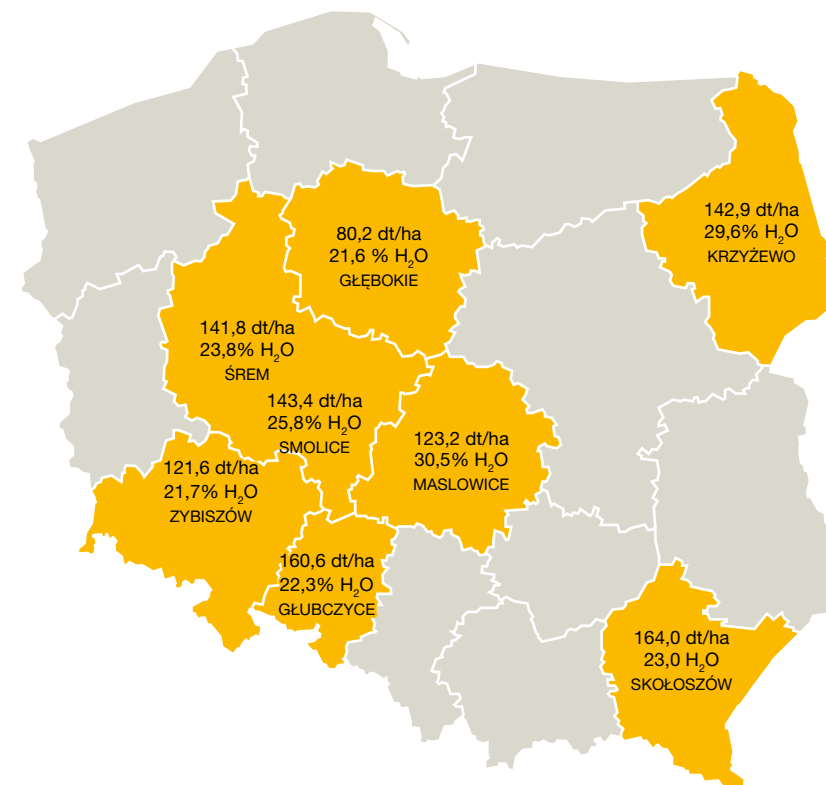 142,9 dt/ha
29,6% H₂O
KRZYŻEWO
80,2 dt/ha
21,6 % H₂O
GŁĘBOKIE
141,8 dt/ha
23,8% H₂O
ŚREM
143,4 dt/ha
25,8% H₂O
SMOLICE
123,2 dt/ha
30,5% H₂O
MASLOWICE
121,6 dt/ha
21,7% H₂O
ZYBISZÓW
160,6 dt/ha
22,3% H₂O
GŁUBCZYCE
164,0 dt/ha
23,0 H₂O
SKOŁOSZÓW